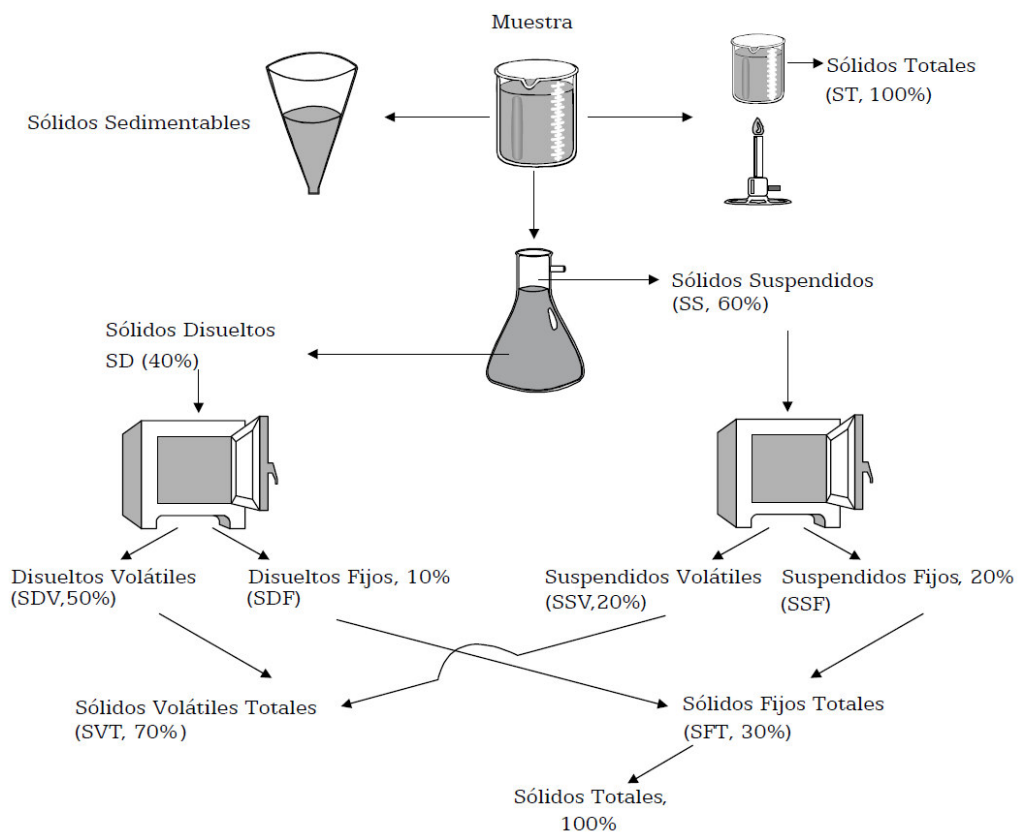 Muestra
Sólidos Sedimentables
Sólidos Totales
(ST, 100%)
Sólidos Suspendidos
(SS, 60%)
Sólidos Disueltos
SD (40%)
Disueltos Volátiles
(SDV,50%)
Disueltos Fijos, 10%
(SDF)
Suspendidos Volátiles
(SSV,20%)
Suspendidos Fijos, 20%
(SSF)
Sólidos Volátiles Totales
(SVT, 70%)
Sólidos Fijos Totales
(SFT, 30%)
Sólidos Totales,
100%